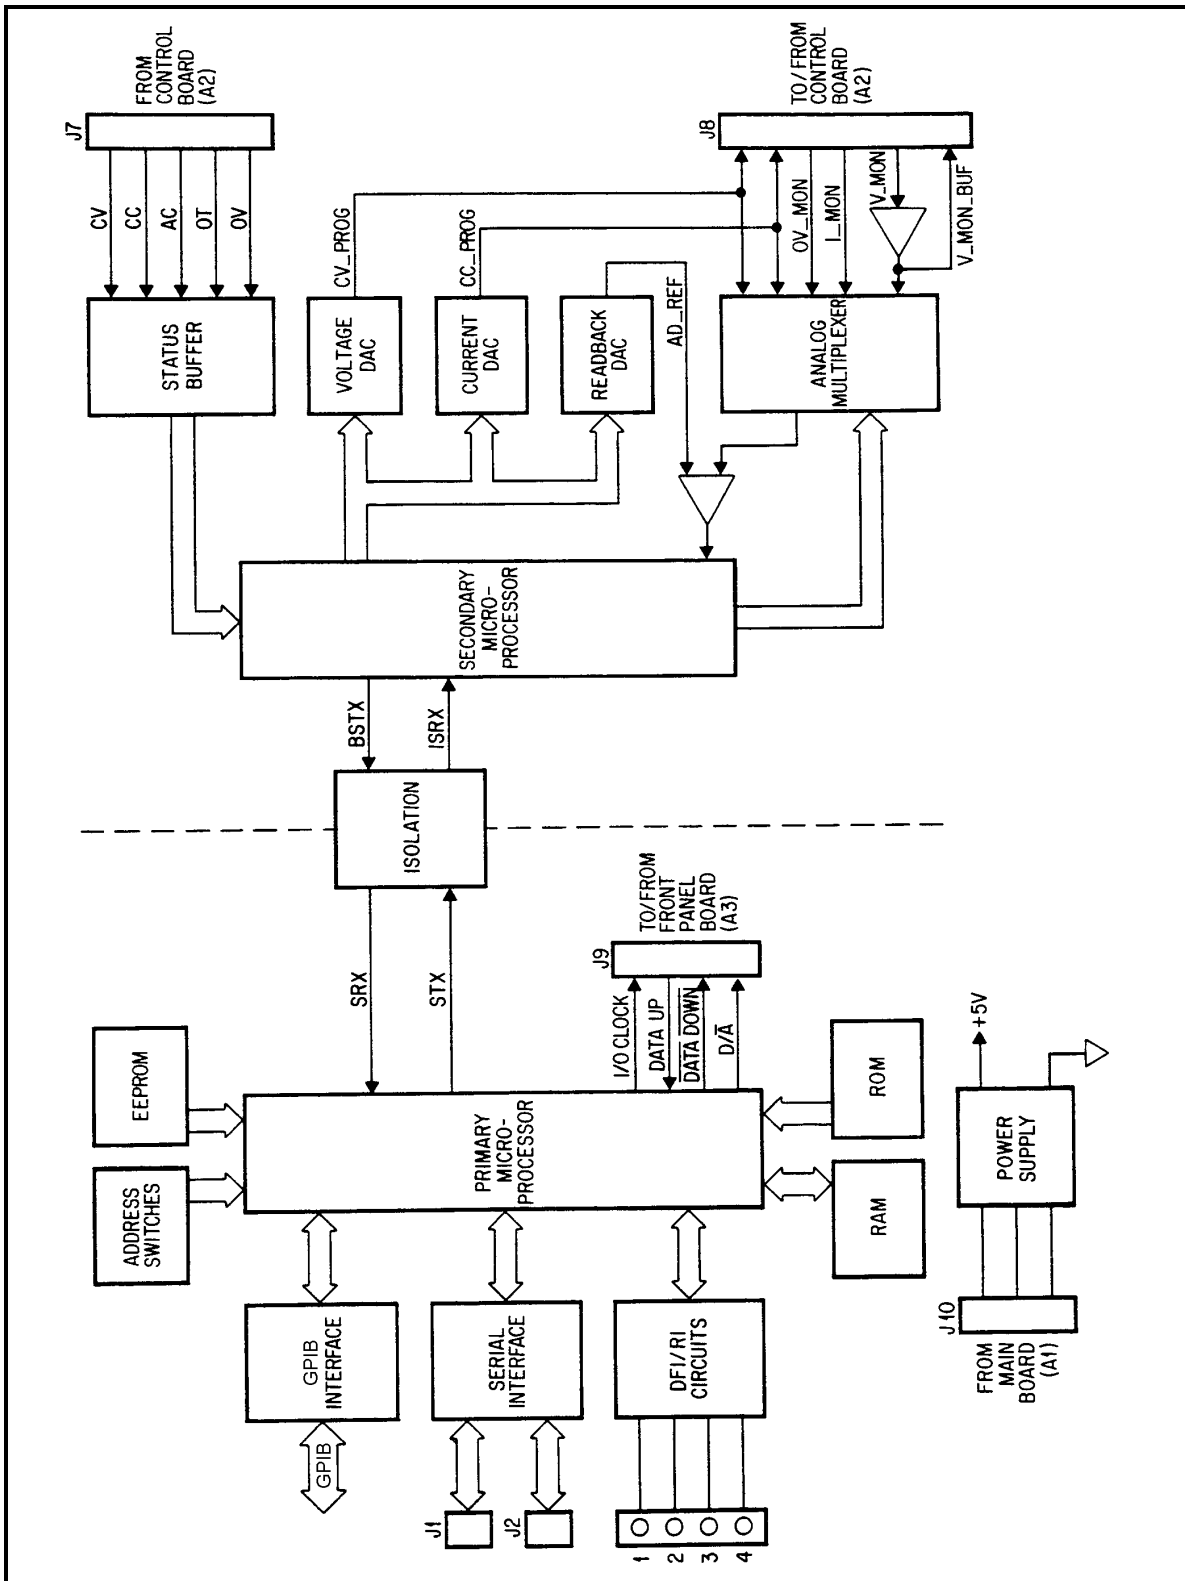 GPIB
GPIB
INTERFACE
J1
J2
SERIAL
INTERFACE
1
2
3
4
DFI/RI
CIRCUITS
ADDRESS
SWITCHES
EEPROM
PRIMARY
MICRO-
PROCESSOR
RAM
ROM
FROM
MAIN
BOARD
(A1)
J10
POWER
SUPPLY
+5V
SRX
STX
I/O CLOCK
DATA UP
DATA DOWN
D/A̅
J9
TO/FROM
FRONT
PANEL
BOARD
(A3)
ISOLATION
BSTX
ISRX
SECONDARY
MICRO-
PROCESSOR
STATUS
BUFFER
CV
CC
AC
OT
OV
J7
FROM
CONTROL
BOARD
(A2)
VOLTAGE
DAC
CV_PROG
CURRENT
DAC
CC_PROG
READBACK
DAC
AD_REF
ANALOG
MULTIPLEXER
OV_MON
I_MON
V_MON
V_MON_BUF
J8
TO/FROM
CONTROL
BOARD
(A2)